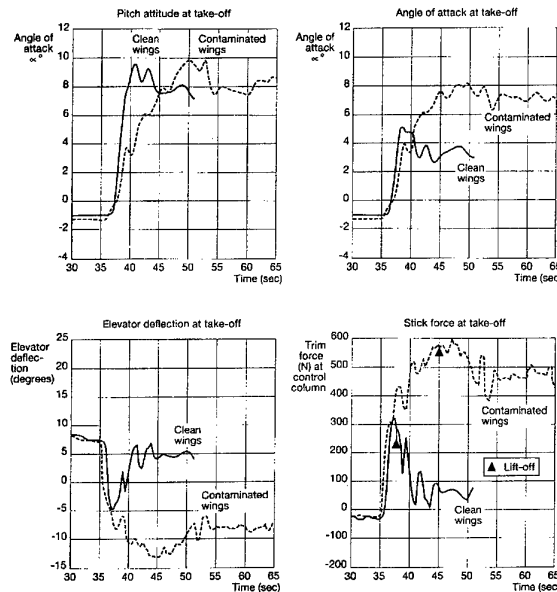 Pitch attitude at take-off
Angle of
attack
∝°
Clean
wings
Contaminated
wings
12
10
8
6
4
2
0
-2
-4
30 35 40 45 50 55 60 65
Time (sec)
Angle of attack at take-off
Angle of
attack
∝°
12
10
8
6
4
2
0
-2
-4
Contaminated
wings
Clean
wings
30 35 40 45 50 55 60 65
Time (sec)
Elevator deflection at take-off
Elevator
deflec-
tion
(degrees)
25
20
15
10
5
0
-5
-10
-15
Clean
wings
Contaminated
wings
30 35 40 45 50 55 60 65
Time (sec)
Stick force at take-off
Trim
force
(N) at
control
column
600
500
400
300
200
100
0
-100
-200
Contaminated
wings
▲ Lift-off
Clean
wings
30 35 40 45 50 55 60 65
Time (sec)